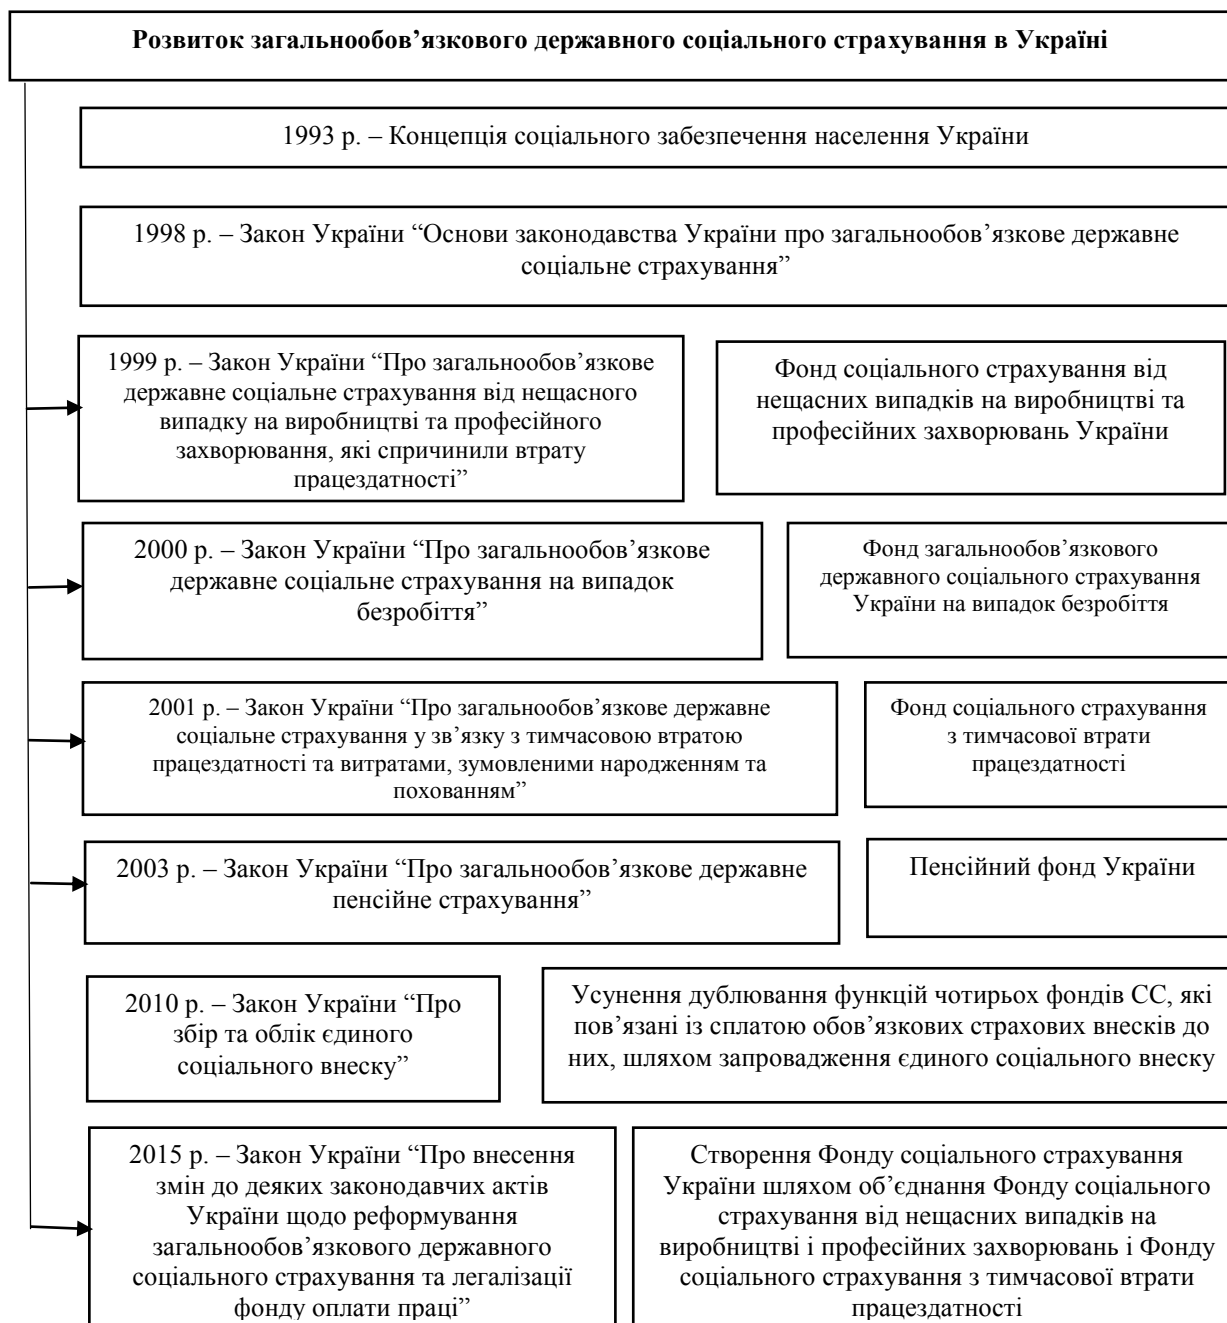 Розвиток загальнообов’язкового державного соціального страхування в Україні
1993 р. – Концепція соціального забезпечення населення України
1998 р. – Закон України “Основи законодавства України про загальнообов’язкове державне
соціальне страхування”
1999 р. – Закон України “Про загальнообов’язкове
державне соціальне страхування від нещасного
випадку на виробництві та професійного
захворювання, які спричинили втрату
працездатності”
Фонд соціального страхування від
нещасних випадків на виробництві та
професійних захворювань України
2000 р. – Закон України “Про загальнообов’язкове
державне соціальне страхування на випадок
безробіття”
Фонд загальнообов’язкового
державного соціального страхування
України на випадок безробіття
2001 р. – Закон України “Про загальнообов’язкове державне
соціальне страхування у зв’язку з тимчасовою втратою
працездатності та витратами, зумовленими народженням та
похованням”
Фонд соціального страхування
з тимчасової втрати
працездатності
2003 р. – Закон України “Про загальнообов’язкове державне
пенсійне страхування”
Пенсійний фонд України
2010 р. – Закон України “Про
збір та облік єдиного
соціального внеску”
Усунення дублювання функцій чотирьох фондів СС, які
пов’язані із сплатою обов’язкових страхових внесків до
них, шляхом запровадження єдиного соціального внеску
2015 р. – Закон України “Про внесення
змін до деяких законодавчих актів
України щодо реформування
загальнообов’язкового державного
соціального страхування та легалізації
фонду оплати праці”
Створення Фонду соціального страхування
України шляхом об’єднання Фонду соціального
страхування від нещасних випадків на
виробництві і професійних захворювань і Фонду
соціального страхування з тимчасової втрати
працездатності